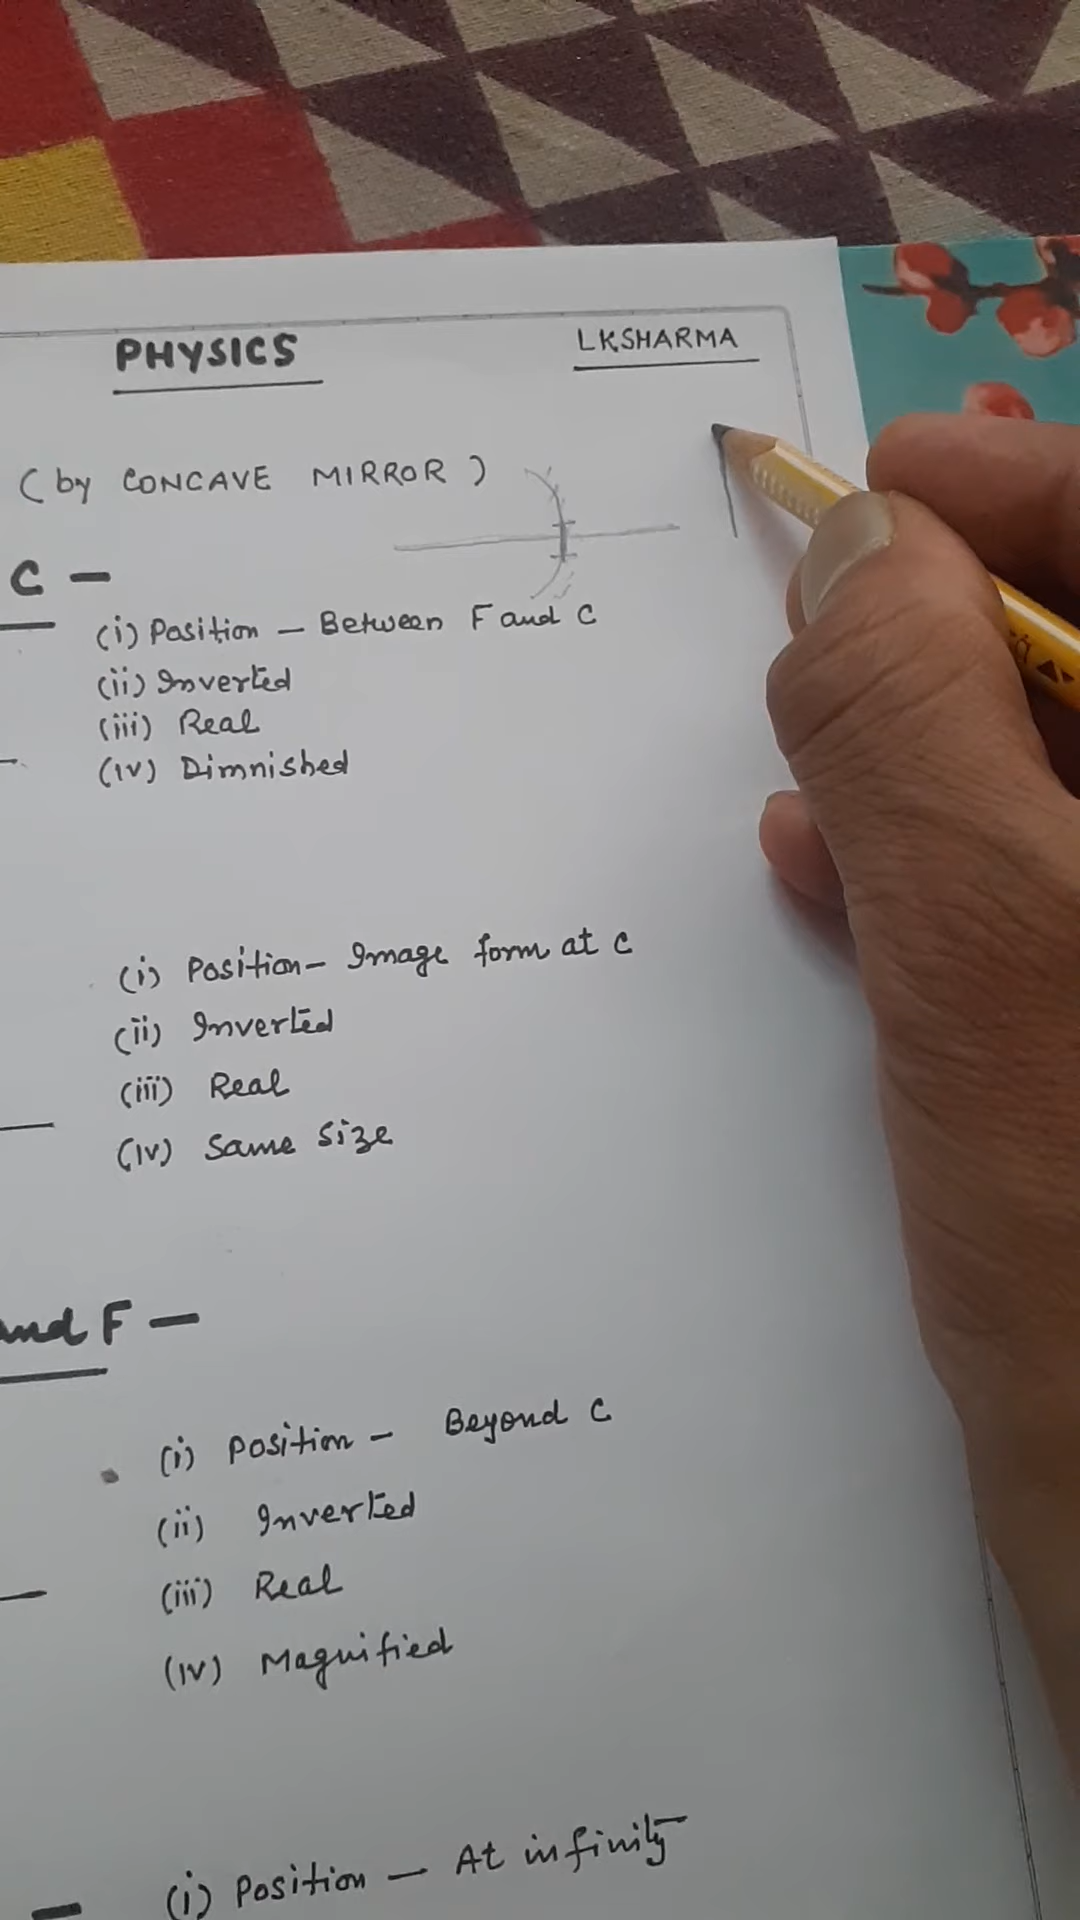 PHYSICS
LKSHARMA
(by CONCAVE MIRROR)
C —
(i) Position — Between F and C
(ii) Inverted
(iii) Real
(iv) Dimnished
(i) Position — Image form at C
(ii) Inverted
(iii) Real
(iv) Same size
and F —
(i) Position — Beyond C
(ii) Inverted
(iii) Real
(iv) Magnified
(i) Position — At infinity